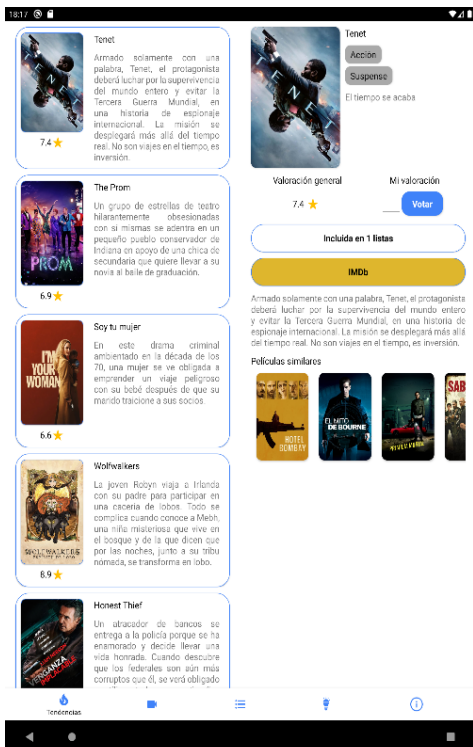 18:17
Tenet
Armado solamente con una
palabra, Tenet, el protagonista
deberá luchar por la supervivencia
del mundo entero y evitar la
Tercera Guerra Mundial, en
una historia de espionaje
internacional. La misión se
desplegará más allá del tiempo
real. No son viajes en el tiempo, es
inversión.
TENET
7.4
The Prom
Un grupo de estrellas de teatro
hilarantemente obsesionadas
con si mismas se adentra en un
pequeño pueblo conservador de
Indiana en apoyo de una chica de
secundaria que quiere llevar a su
novia al baile de graduación.
PROM
6.9
Soy tu mujer
En este drama criminal
ambientado en la década de los
70, una mujer se ve obligada a
emprender un viaje peligroso
con su bebé después de que su
marido traicione a sus socios.
I'M
YOUR
WOMAN
6.6
Wolfwalkers
La joven Robyn viaja a Irlanda
con su padre para participar en
una cacería de lobos. Todo se
complica cuando conoce a Mebh,
una niña misteriosa que vive en
el bosque y de la que dicen que
por las noches, junto a su tribu
nómada, se transforma en lobo.
WOLFWALKERS
8.9
Honest Thief
Un atracador de bancos se
entrega a la policía porque se ha
enamorado y decide llevar una
vida honrada. Cuando descubre
que los federales son aún más
corruptos que él, se verá obligado
VENGANZA
IMPLACABLE
Tenet
Acción
Suspense
El tiempo se acaba
TENET
Valoración general
Mi valoración
7.4
Votar
Incluida en 1 listas
IMDb
Armado solamente con una palabra, Tenet, el protagonista
deberá luchar por la supervivencia del mundo entero
y evitar la Tercera Guerra Mundial, en una historia de
espionaje internacional. La misión se desplegará más allá
del tiempo real. No son viajes en el tiempo, es inversión.
Películas similares
HOTEL
BOMBAY
EL MITO
DE BOURNE
SAB
Tendencias